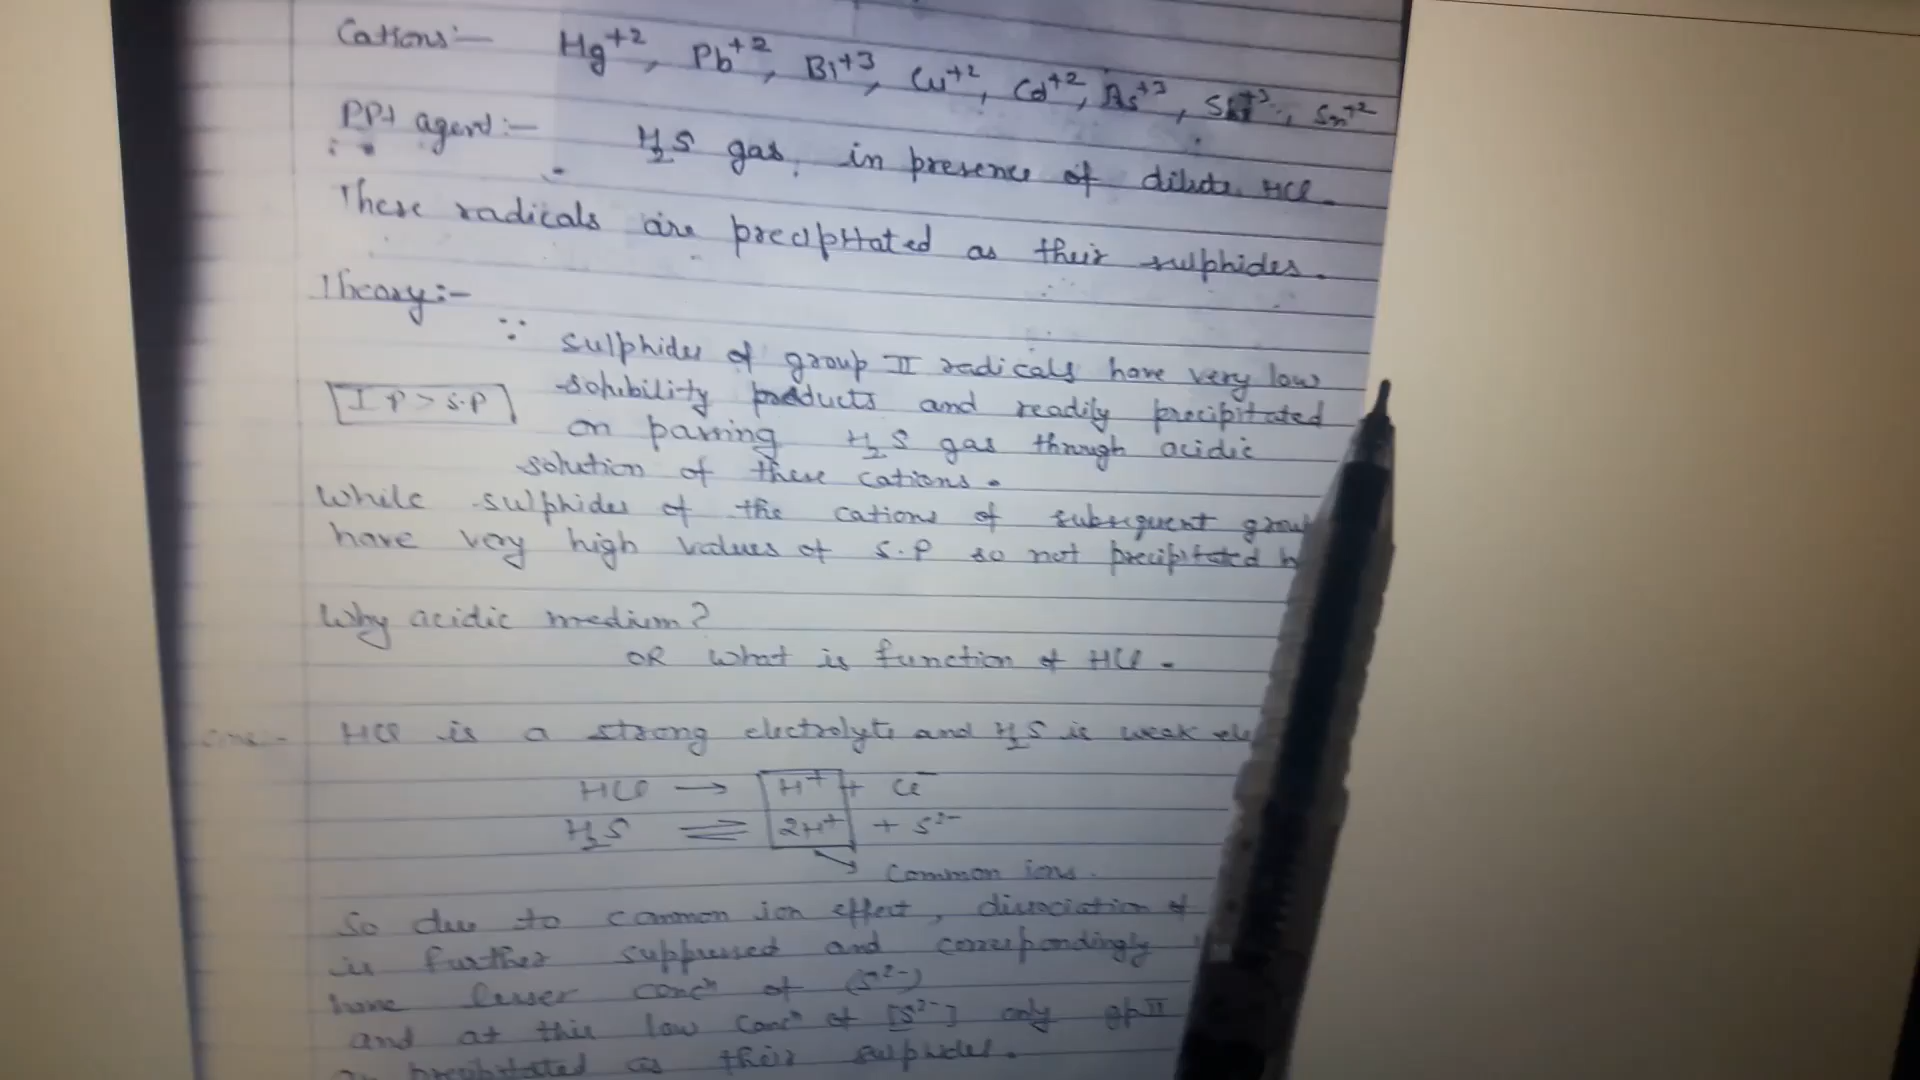 Cations:- Hg+2, Pb+2, Bi+3, Cu+2, Cd+2, As+3, Sb+3, Sn+2
PPt agent:- H2S gas, in presence of dilute HCl.
These radicals are precipitated as their sulphides.
Theory:-
∵ sulphides of group II radicals have very low
IP > S.P solubility products and readily precipitated
on passing H2S gas through acidic
solution of these cations.
While sulphides of the cations of subsequent group
have very high values of S.P so not precipitated
Why acidic medium?
OR What is function of HCl -
Ans - HCl is a strong electrolyte and H2S is weak ele
HCl → H+ + Cl-
H2S ⇌ 2H+ + S2-
Common ions.
So due to common ion effect, dissociation of
is further suppressed and correspondingly
have lesser concn of (S2-)
and at this low concn of [S2-] only gp II
precipitated as their sulphides.